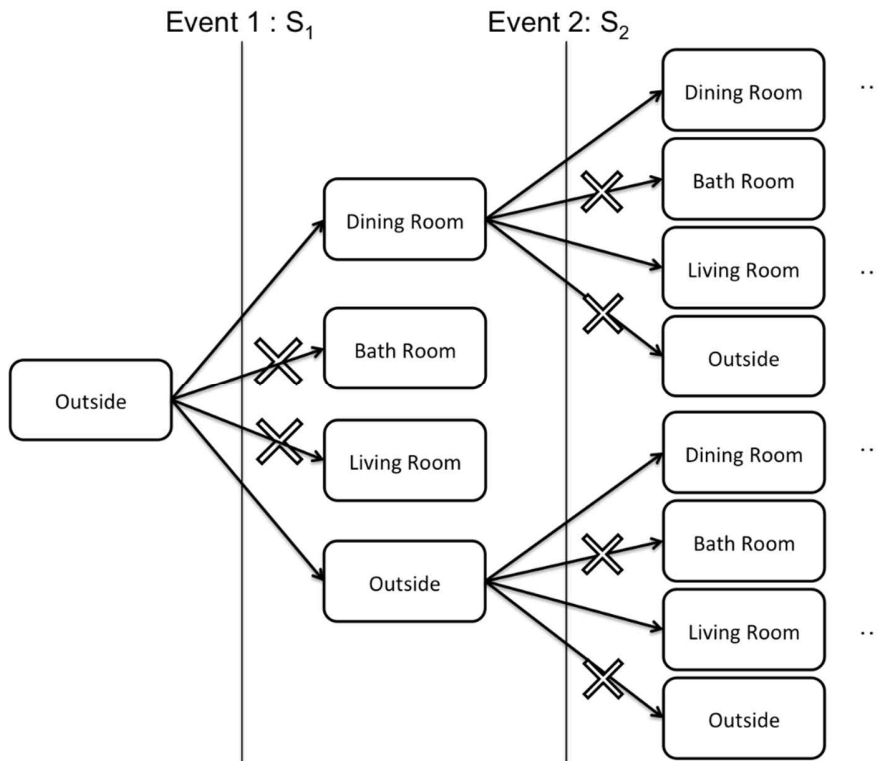 Event 1 : S₁
Event 2: S₂
Outside
Dining Room
Bath Room
Living Room
Outside
Dining Room
..
Bath Room
Living Room
..
Outside
Dining Room
..
Bath Room
Living Room
..
Outside